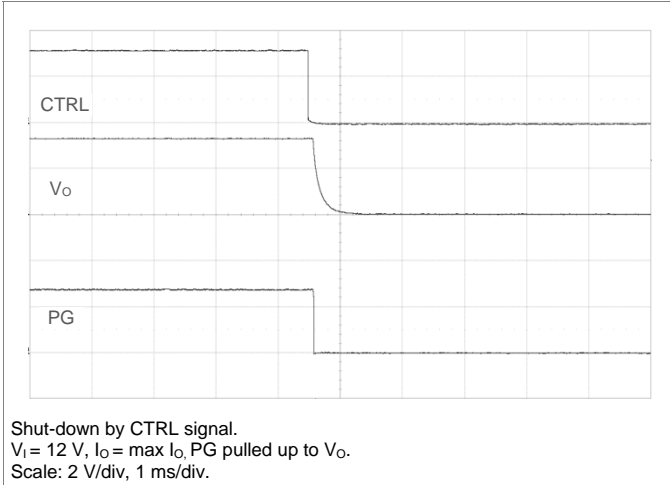 CTRL
VO
PG
Shut-down by CTRL signal.
VI = 12 V, IO = max IO, PG pulled up to VO.
Scale: 2 V/div, 1 ms/div.